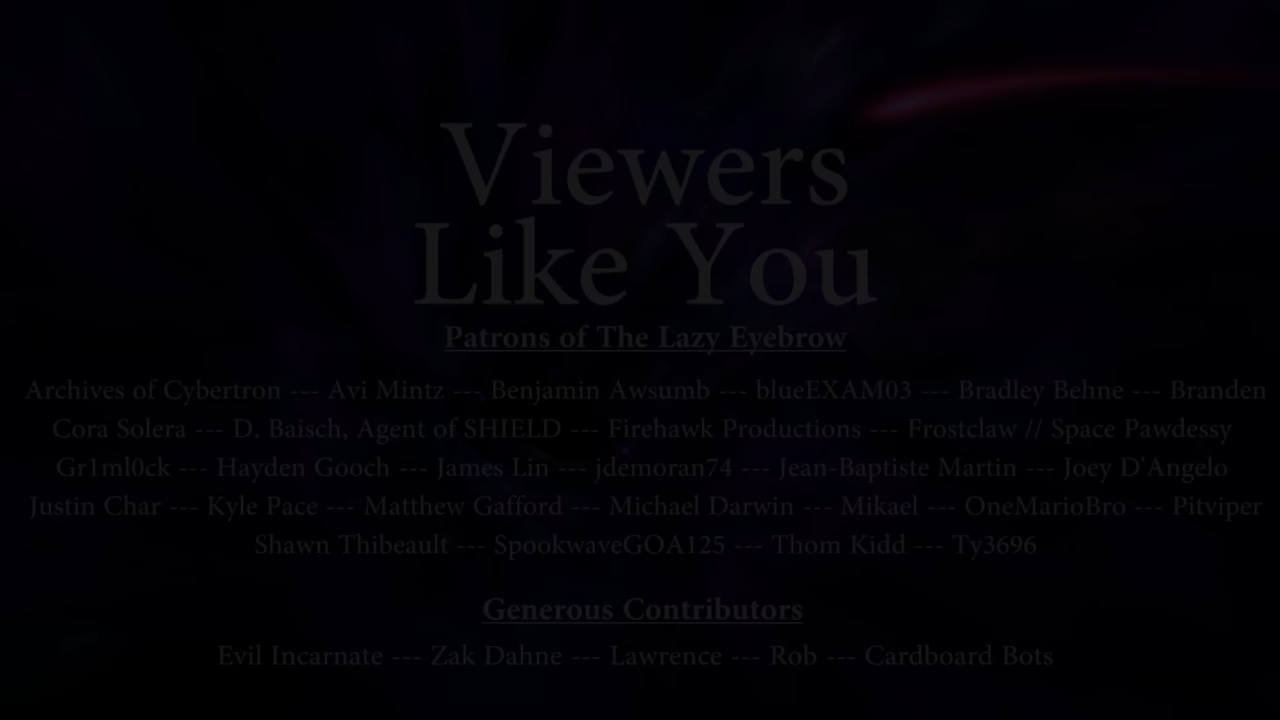 Viewers
Like You
Patrons of The Lazy Eyebrow
Archives of Cybertron --- Avi Mintz --- Benjamin Awsumb --- blueEXAM03 --- Bradley Behne --- Branden
Cora Solera --- D. Baisch, Agent of SHIELD --- Firehawk Productions --- Frostclaw // Space Pawdessy
Gr1ml0ck --- Hayden Gooch --- James Lin --- jdemoran74 --- Jean-Baptiste Martin --- Joey D'Angelo
Justin Char --- Kyle Pace --- Matthew Gafford --- Michael Darwin --- Mikael --- OneMarioBro --- Pitviper
Shawn Thibeault --- SpookwaveGOA125 --- Thom Kidd --- Ty3696
Generous Contributors
Evil Incarnate --- Zak Dahne --- Lawrence --- Rob --- Cardboard Bots